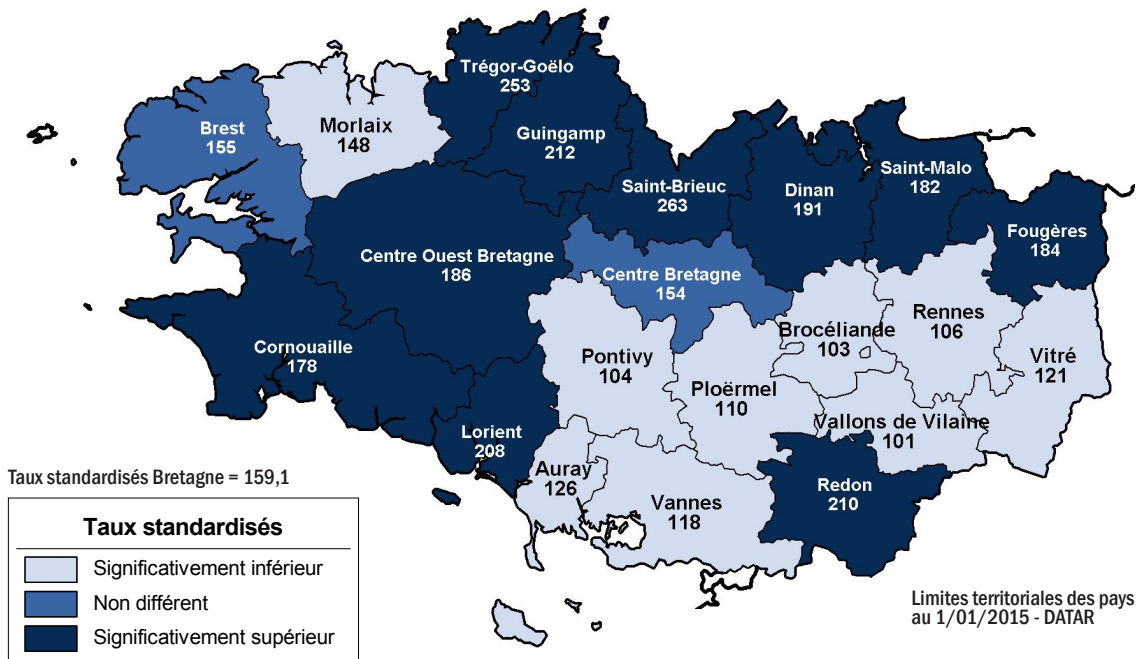 Trégor-Goëlo
253
Brest
155
Morlaix
148
Guingamp
212
Saint-Brieuc
263
Dinan
191
Saint-Malo
182
Fougères
184
Centre Ouest Bretagne
186
Centre Bretagne
154
Rennes
106
Brocéliande
103
Vitré
121
Cornouaille
178
Pontivy
104
Ploërmel
110
Vallons de Vilaine
101
Lorient
208
Auray
126
Vannes
118
Redon
210
Taux standardisés Bretagne = 159,1
Taux standardisés
Significativement inférieur
Non différent
Significativement supérieur
Limites territoriales des pays
au 1/01/2015 - DATAR